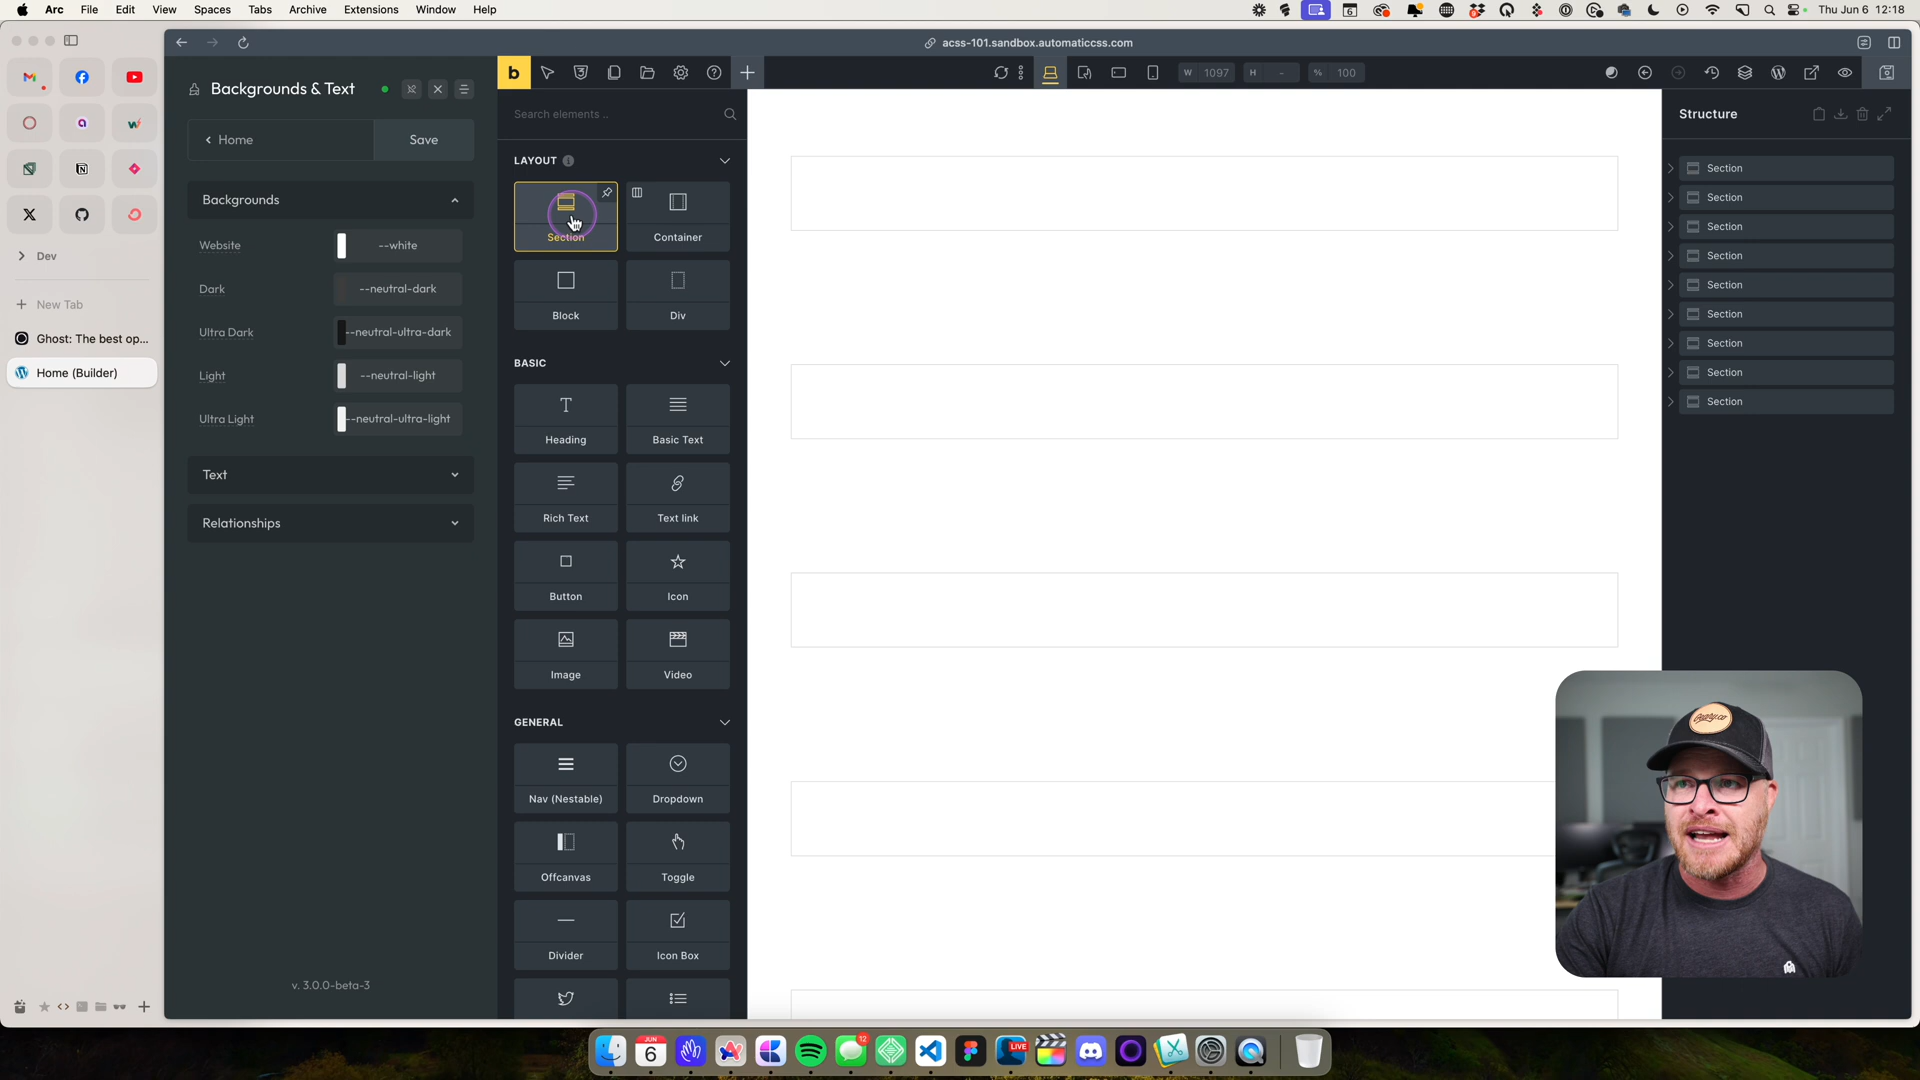 Arc File Edit View Spaces Tabs Archive Extensions Window Help
6
Thu Jun 6 12:18
acss-101.sandbox.automaticcss.com
Backgrounds & Text
b
W 1097 H - % 100
Home
Save
Search elements ..
Structure
LAYOUT
Backgrounds
Website --white
Dark --neutral-dark
Ultra Dark --neutral-ultra-dark
Light --neutral-light
Ultra Light --neutral-ultra-light
Text
Relationships
v. 3.0.0-beta-3
Dev
New Tab
Ghost: The best op...
Home (Builder)
Section
Container
Block
Div
BASIC
Heading
Basic Text
Rich Text
Text link
Button
Icon
Image
Video
GENERAL
Nav (Nestable)
Dropdown
Offcanvas
Toggle
Divider
Icon Box
Section
Section
Section
Section
Section
Section
Section
Section
Section
JUN
6
12
LIVE